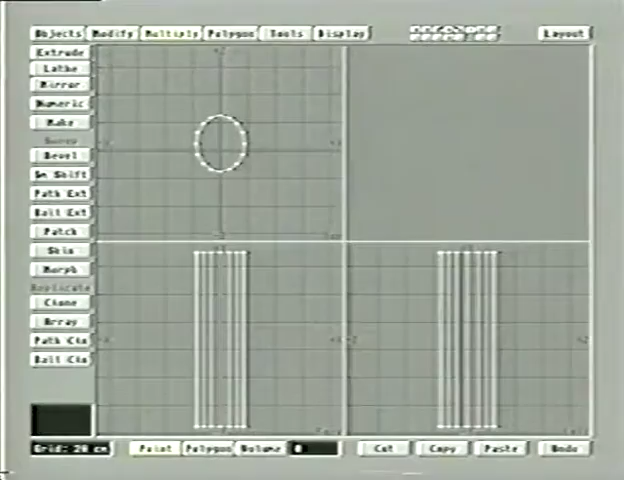 Objects Modify Multiply Polygon Tools Display Layout
Extrude
Lathe
Mirror
Numeric
Make
Bevel
Sm Shift
Path Ext
Rail Ext
Patch
Skin
Morph
Replicate
Clone
Array
Path Cln
Rail Cln
Grid: 20 cm Point Polygon Volume 0 Cut Copy Paste Undo